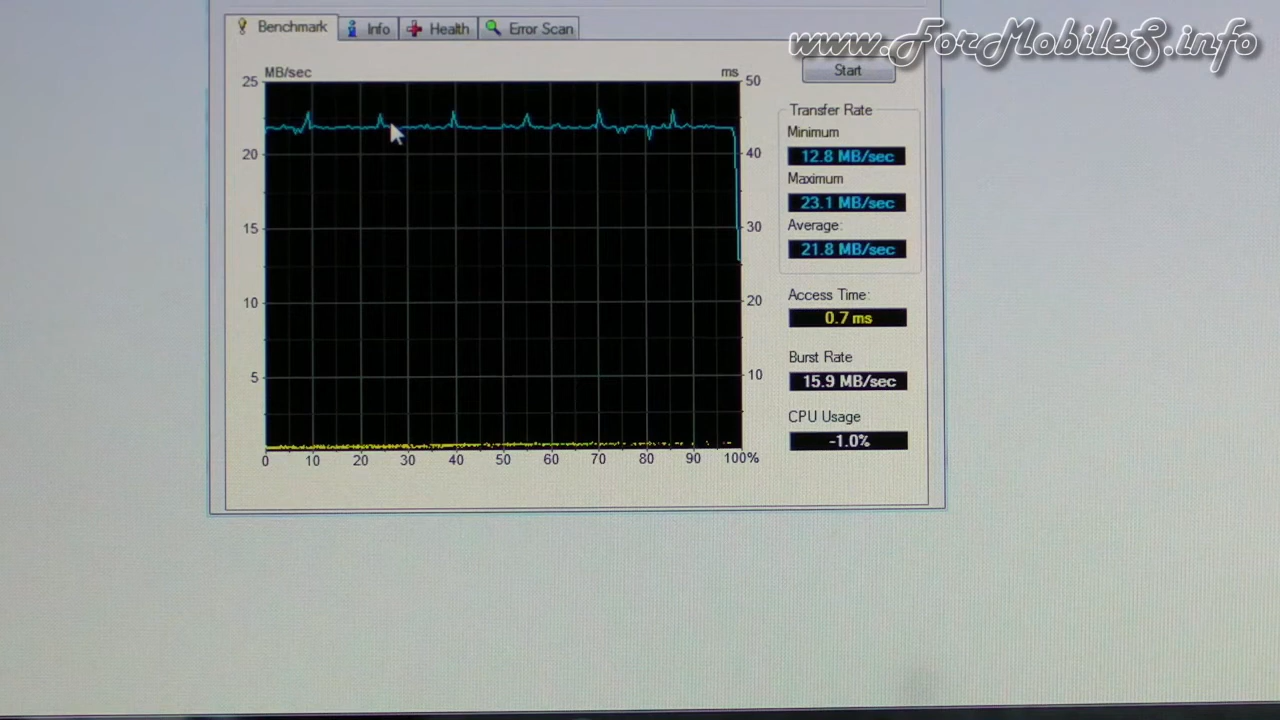 www.ForMobileS.info
Benchmark Info Health Error Scan
MB/sec ms
Start
25 50
20 40
15 30
10 20
5 10
0 10 20 30 40 50 60 70 80 90 100%
Transfer Rate
Minimum
12.8 MB/sec
Maximum
23.1 MB/sec
Average:
21.8 MB/sec
Access Time:
0.7 ms
Burst Rate
15.9 MB/sec
CPU Usage
-1.0%